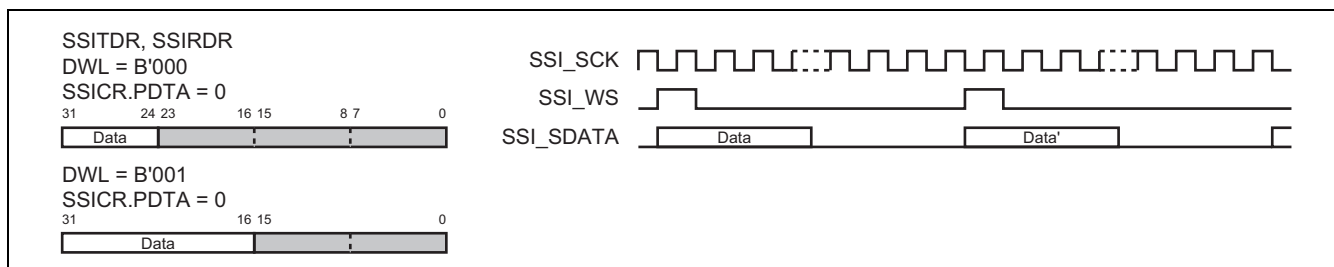 SSITDR, SSIRDR
DWL = B'000
SSICR.PDTA = 0
31 24 23 16 15 8 7 0
Data
DWL = B'001
SSICR.PDTA = 0
31 16 15 0
Data
SSI_SCK
SSI_WS
SSI_SDATA Data Data'